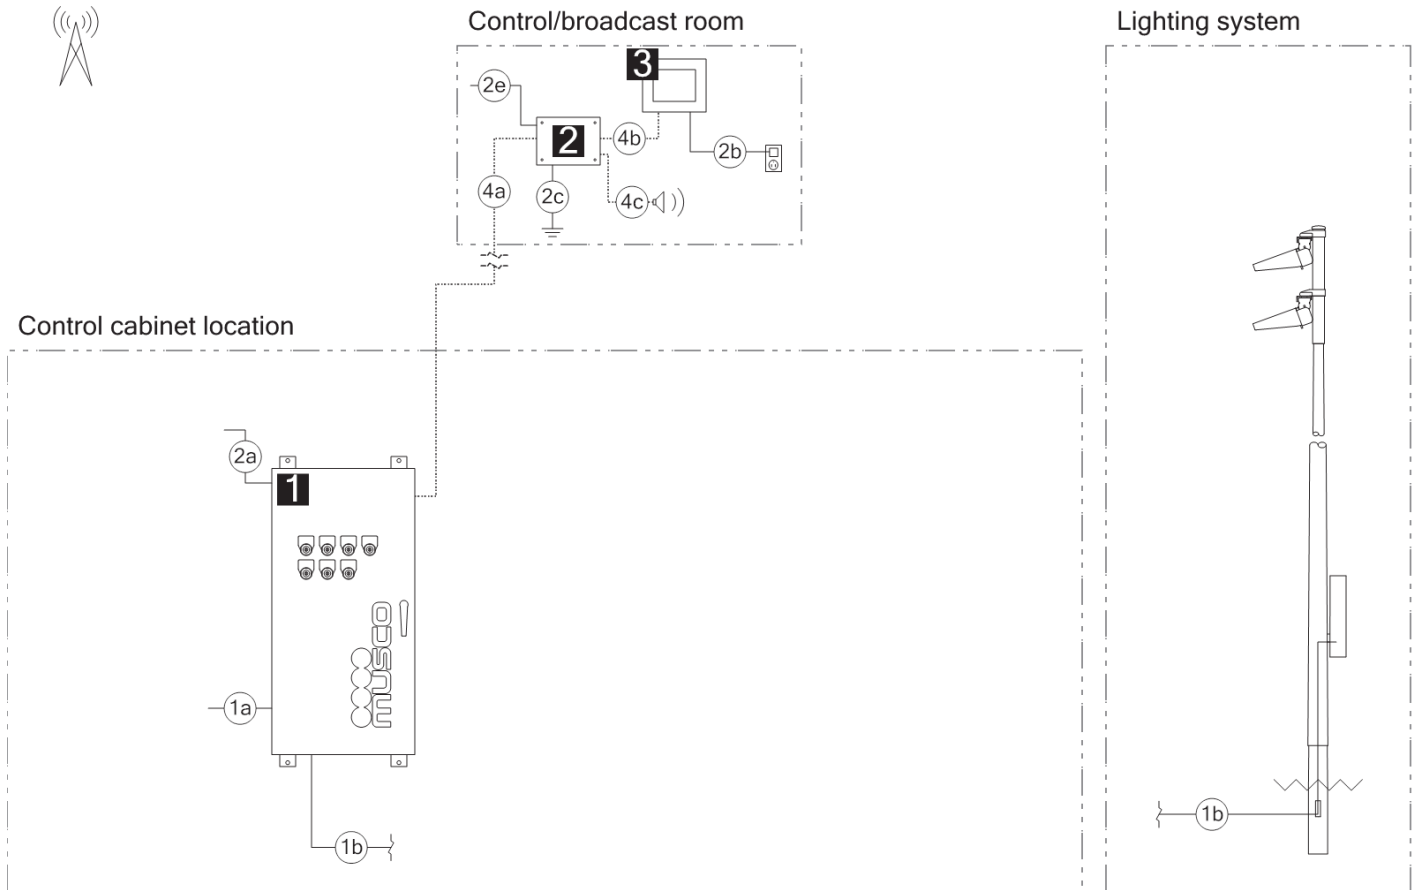 Control/broadcast room
Lighting system
3
2e
2
4b
2b
4a
2c
4c
Control cabinet location
2a
1
musco
1a
1b
1b